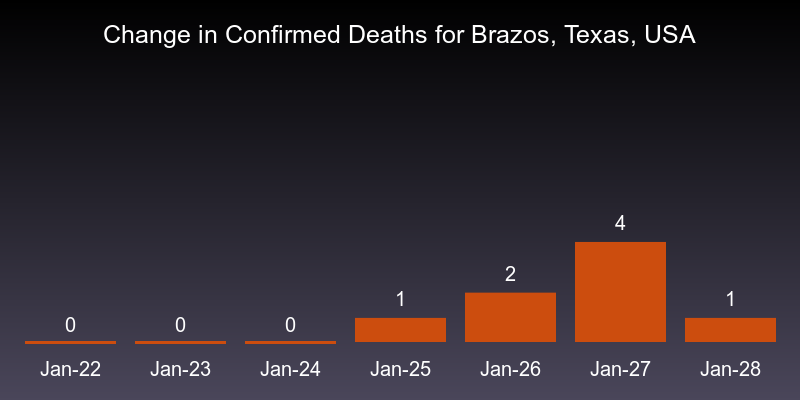 Change in Confirmed Deaths for Brazos, Texas, USA
4
2
1
1
0
0
0
Jan-22
Jan-23
Jan-24
Jan-25
Jan-26
Jan-27
Jan-28